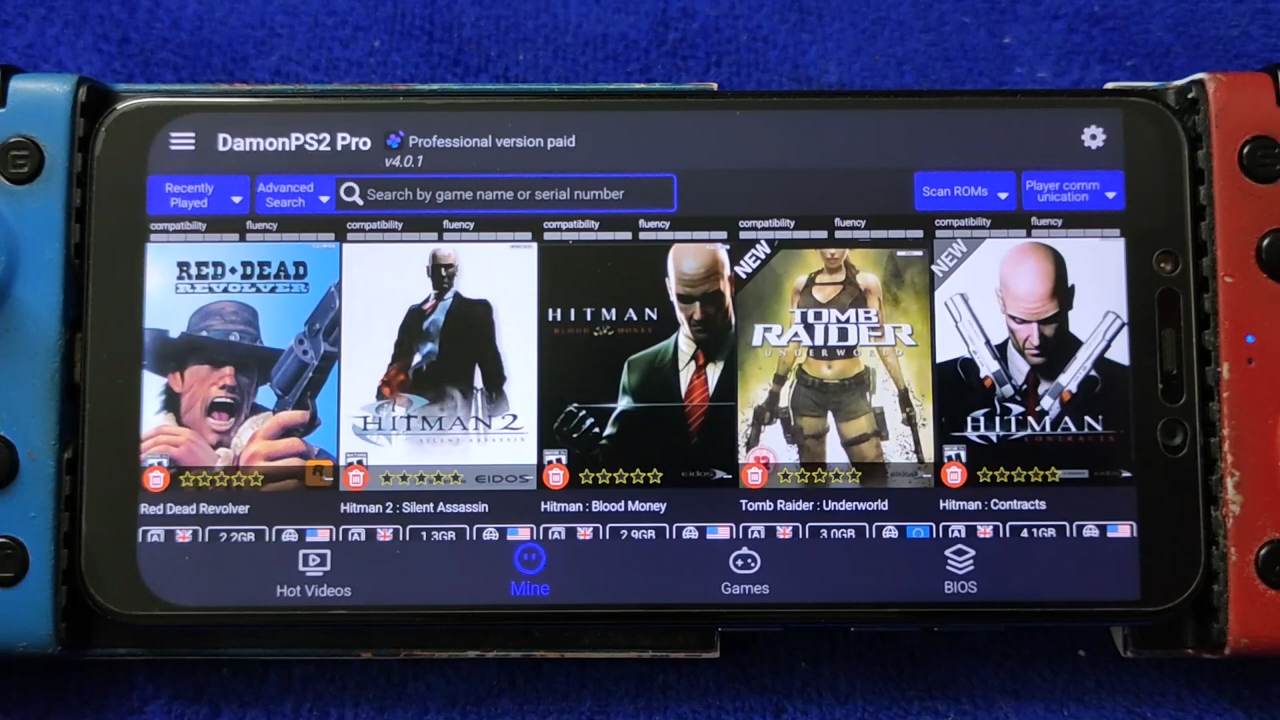 DamonPS2 Pro
Professional version paid
v4.0.1
Recently Played
Advanced Search
Search by game name or serial number
Scan ROMs
Player comm unication
compatibility fluency compatibility fluency compatibility fluency compatibility fluency compatibility fluency
RED DEAD
REVOLVER
HITMAN 2
SILENT ASSASSIN
EIDOS
HITMAN
BLOOD MONEY
eidos
NEW
TOMB
RAIDER
UNDERWORLD
eidos
NEW
HITMAN
CONTRACTS
Red Dead Revolver
Hitman 2 : Silent Assassin
Hitman : Blood Money
Tomb Raider : Underworld
Hitman : Contracts
2.2GB
1.3GB
2.9GB
3.0GB
4.1GB
Hot Videos
Mine
Games
BIOS